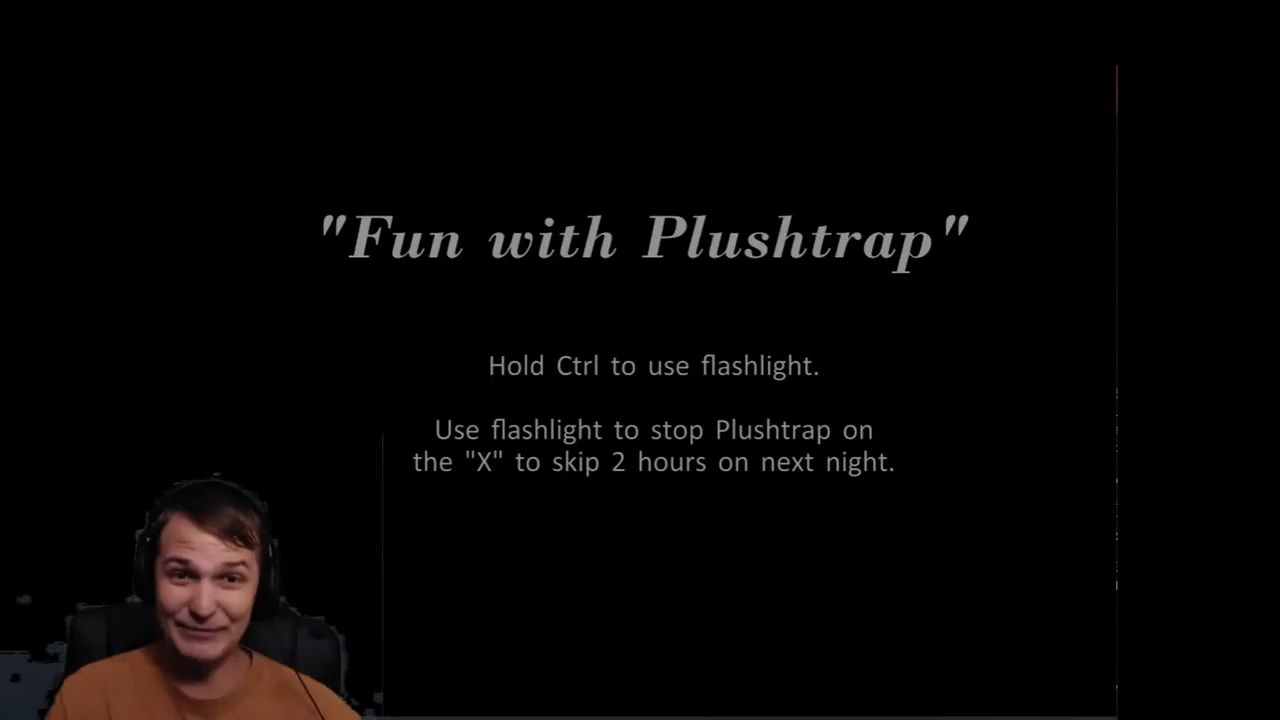 "Fun with Plushtrap"
Hold Ctrl to use flashlight.
Use flashlight to stop Plushtrap on
the "X" to skip 2 hours on next night.